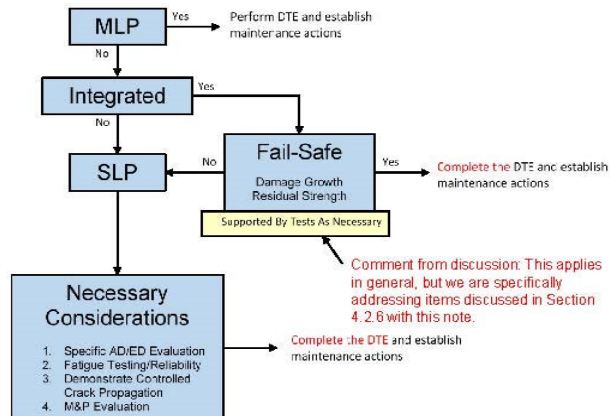 MLP
Yes
Perform DTE and establish
maintenance actions
No
Integrated
Yes
No
SLP
No
Fail-Safe
Damage Growth
Residual Strength
Yes
Complete the DTE and establish
maintenance actions
Supported By Tests As Necessary
Comment from discussion: This applies
in general, but we are specifically
addressing items discussed in Section
4.2.6 with this note.
Necessary
Considerations
1. Specific AD/ED Evaluation
2. Fatigue Testing/Reliability
3. Demonstrate Controlled
Crack Propagation
4. M&P Evaluation
Complete the DTE and establish
maintenance actions